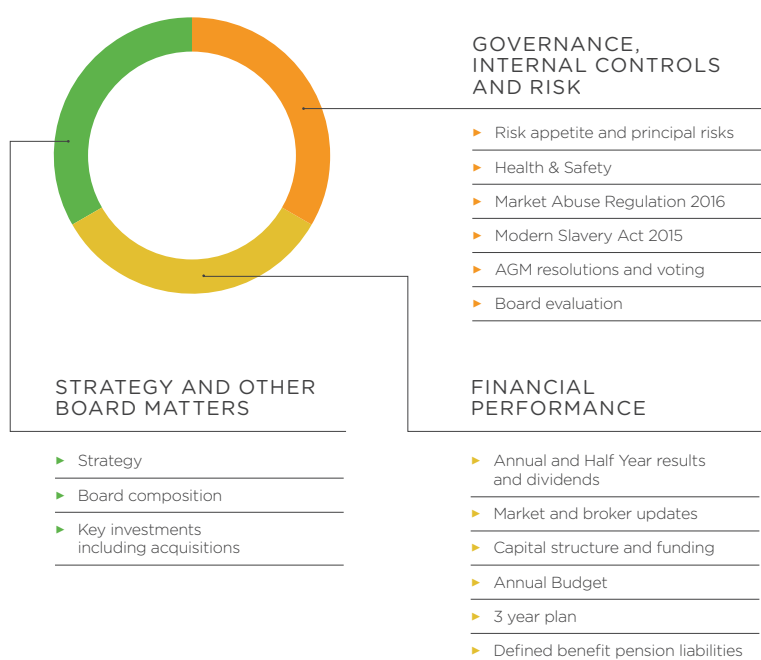 GOVERNANCE,
INTERNAL CONTROLS
AND RISK
Risk appetite and principal risks
Health & Safety
Market Abuse Regulation 2016
Modern Slavery Act 2015
AGM resolutions and voting
Board evaluation
STRATEGY AND OTHER
BOARD MATTERS
Strategy
Board composition
Key investments
including acquisitions
FINANCIAL
PERFORMANCE
Annual and Half Year results
and dividends
Market and broker updates
Capital structure and funding
Annual Budget
3 year plan
Defined benefit pension liabilities